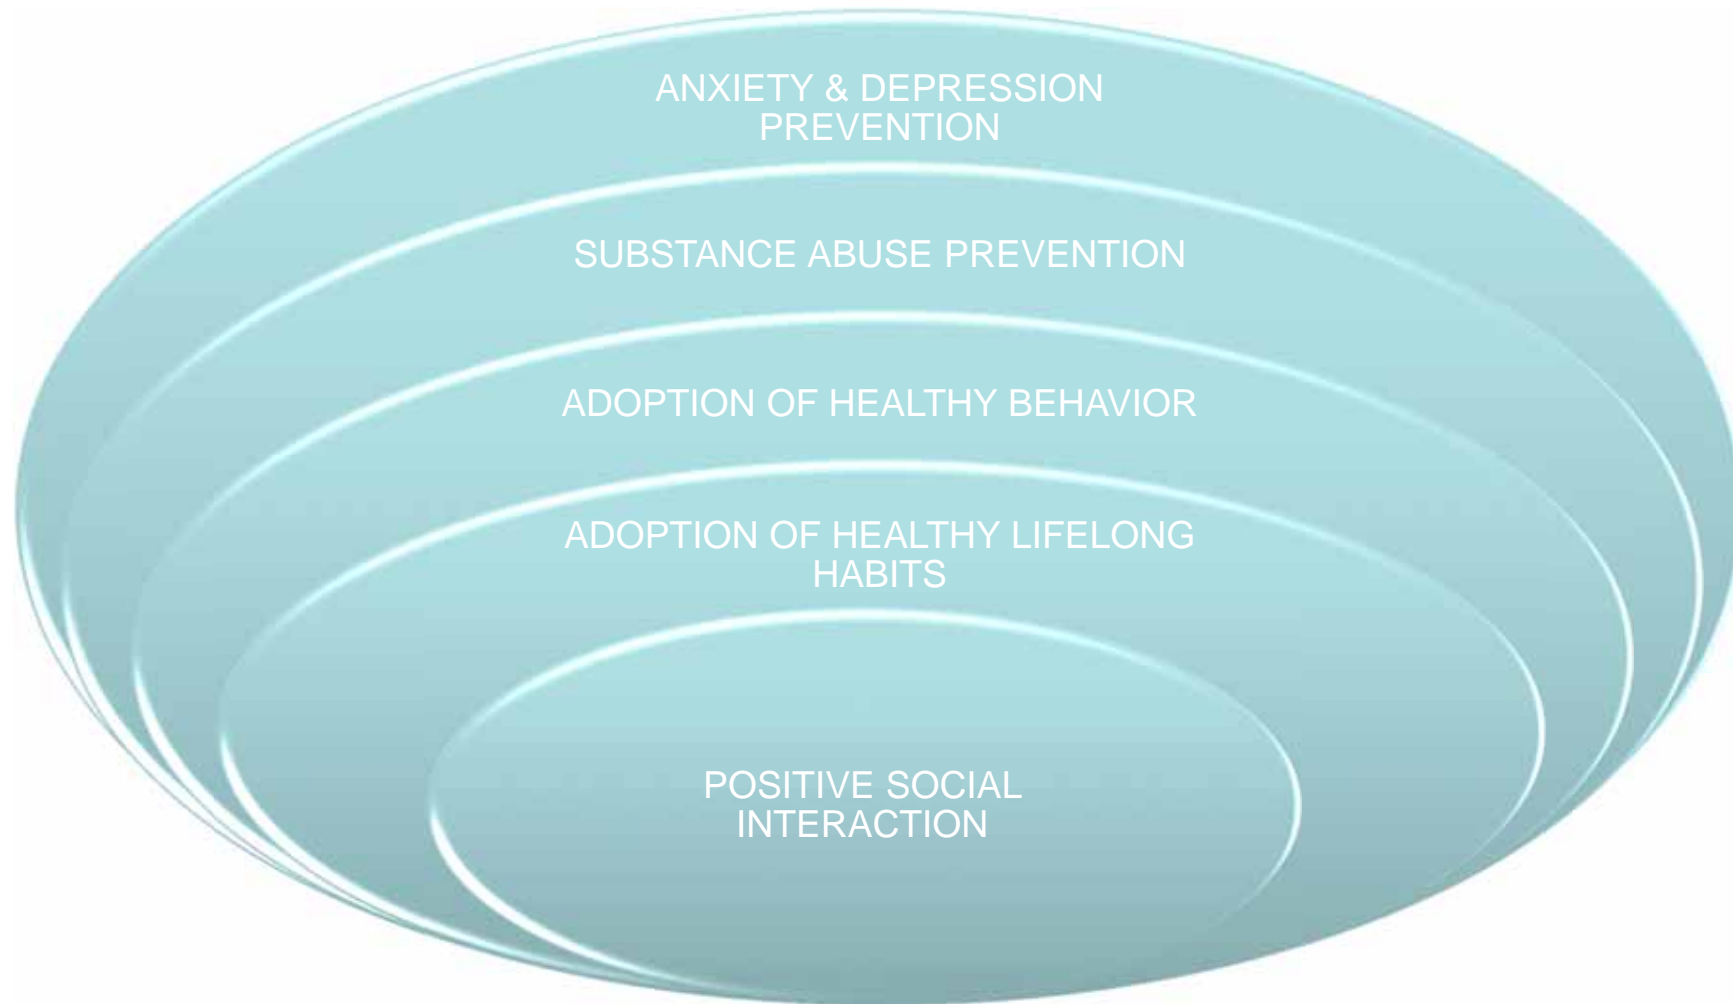 ANXIETY & DEPRESSION
PREVENTION
SUBSTANCE ABUSE PREVENTION
ADOPTION OF HEALTHY BEHAVIOR
ADOPTION OF HEALTHY LIFELONG
HABITS
POSITIVE SOCIAL
INTERACTION